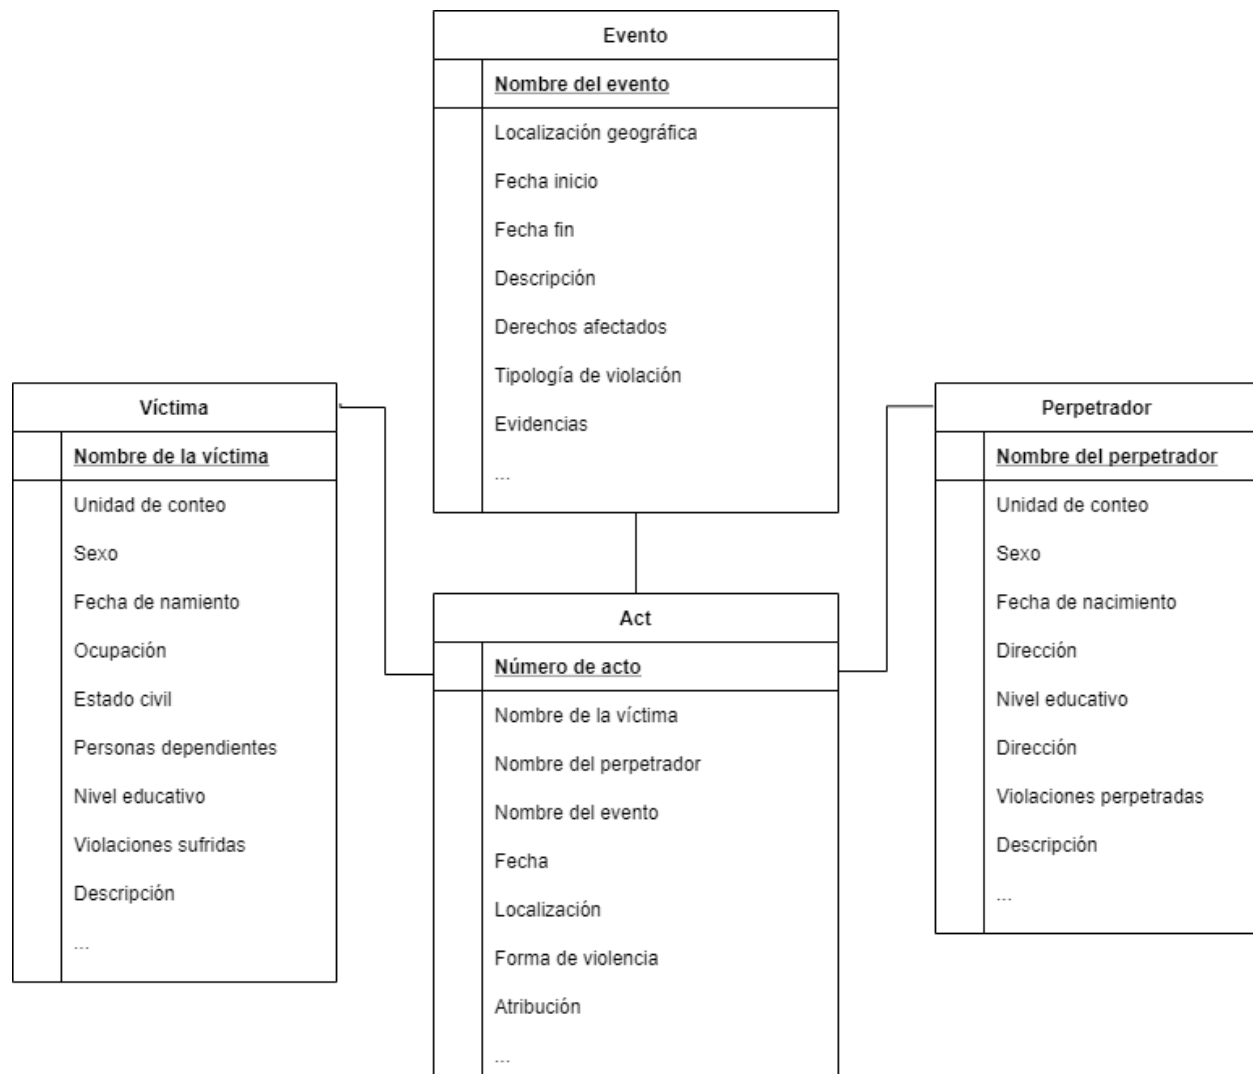 Evento
Nombre del evento
Localización geográfica
Fecha inicio
Fecha fin
Descripción
Derechos afectados
Tipología de violación
Evidencias
...
Víctima
Nombre de la víctima
Unidad de conteo
Sexo
Fecha de namiento
Ocupación
Estado civil
Personas dependientes
Nivel educativo
Violaciones sufridas
Descripción
...
Act
Número de acto
Nombre de la víctima
Nombre del perpetrador
Nombre del evento
Fecha
Localización
Forma de violencia
Atribución
...
Perpetrador
Nombre del perpetrador
Unidad de conteo
Sexo
Fecha de nacimiento
Dirección
Nivel educativo
Dirección
Violaciones perpetradas
Descripción
...